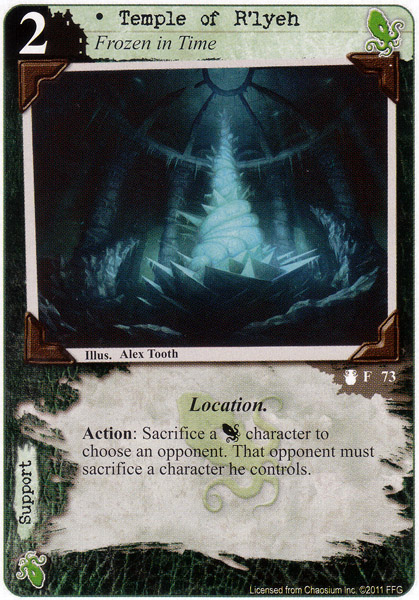 2
• Temple of R'lyeh
Frozen in Time
Illus. Alex Tooth
F 73
Location.
Action: Sacrifice a character to
choose an opponent. That opponent must
sacrifice a character he controls.
Support
Licensed from Chaosium Inc. ©2011 FFG